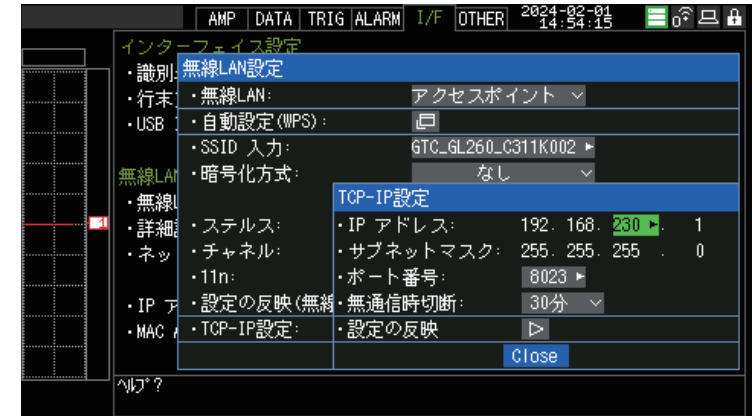 AMP DATA TRIG ALARM I/F OTHER 2024-02-01 14:54:15
インターフェイス設定
・識別
無線LAN設定
・行末
・無線LAN: アクセスポイント
・USB
・自動設定(WPS):
・SSID 入力: GTC_GL260_C311K002
無線LA
・暗号化方式: なし
・無線L
TCP-IP設定
・詳細
・ステルス:
・IP アドレス: 192. 168. 230 . 1
1
・ネッ
・チャネル:
・サブネットマスク: 255. 255. 255 . 0
・11n:
・ポート番号: 8023
・IP ア
・設定の反映(無線
・無通信時切断: 30分
・MAC
・TCP-IP設定:
・設定の反映
Close
ヘルプ?